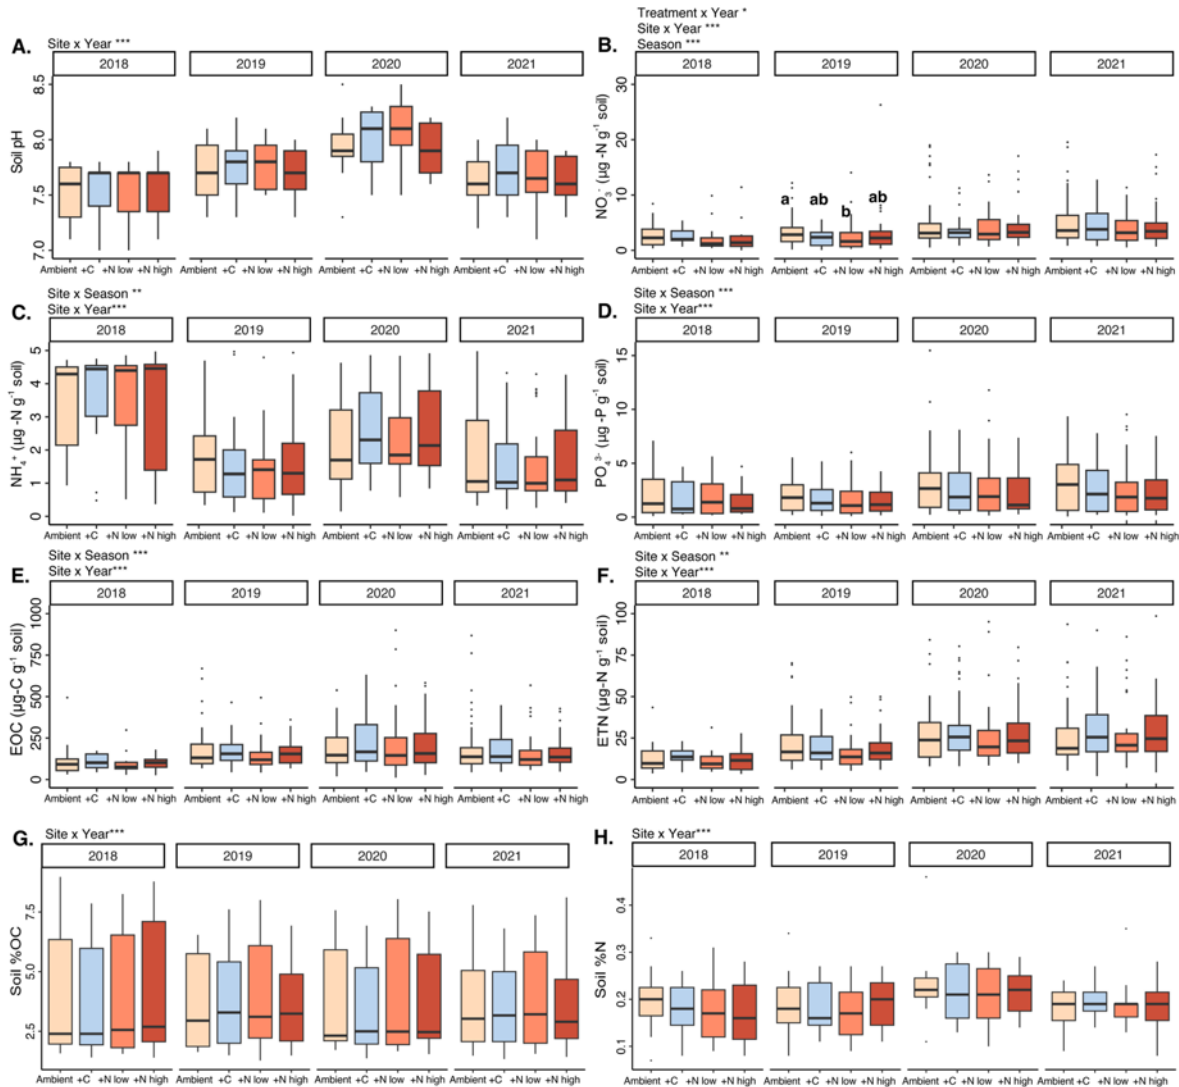 A.
Site x Year ***
2018
2019
2020
2021
Soil pH
8.5
8.0
7.5
7.0
Ambient +C +N low +N high
Ambient +C +N low +N high
Ambient +C +N low +N high
Ambient +C +N low +N high
B.
Treatment x Year *
Site x Year ***
Season ***
2018
2019
2020
2021
NO3- (µg -N g-1 soil)
30
20
10
0
a ab b ab
Ambient +C +N low +N high
Ambient +C +N low +N high
Ambient +C +N low +N high
Ambient +C +N low +N high
C.
Site x Season **
Site x Year***
2018
2019
2020
2021
NH4+ (µg -N g-1 soil)
5
4
3
2
1
0
Ambient +C +N low +N high
Ambient +C +N low +N high
Ambient +C +N low +N high
Ambient +C +N low +N high
D.
Site x Season ***
Site x Year***
2018
2019
2020
2021
PO43- (µg -P g-1 soil)
15
10
5
0
Ambient +C +N low +N high
Ambient +C +N low +N high
Ambient +C +N low +N high
Ambient +C +N low +N high
E.
Site x Season ***
Site x Year***
2018
2019
2020
2021
EOC (µg-C g-1 soil)
1000
750
500
250
0
Ambient +C +N low +N high
Ambient +C +N low +N high
Ambient +C +N low +N high
Ambient +C +N low +N high
F.
Site x Season **
Site x Year***
2018
2019
2020
2021
ETN (µg-N g-1 soil)
100
75
50
25
0
Ambient +C +N low +N high
Ambient +C +N low +N high
Ambient +C +N low +N high
Ambient +C +N low +N high
G.
Site x Year***
2018
2019
2020
2021
Soil %OC
7.5
5.0
2.5
Ambient +C +N low +N high
Ambient +C +N low +N high
Ambient +C +N low +N high
Ambient +C +N low +N high
H.
Site x Year***
2018
2019
2020
2021
Soil %N
0.4
0.3
0.2
0.1
Ambient +C +N low +N high
Ambient +C +N low +N high
Ambient +C +N low +N high
Ambient +C +N low +N high